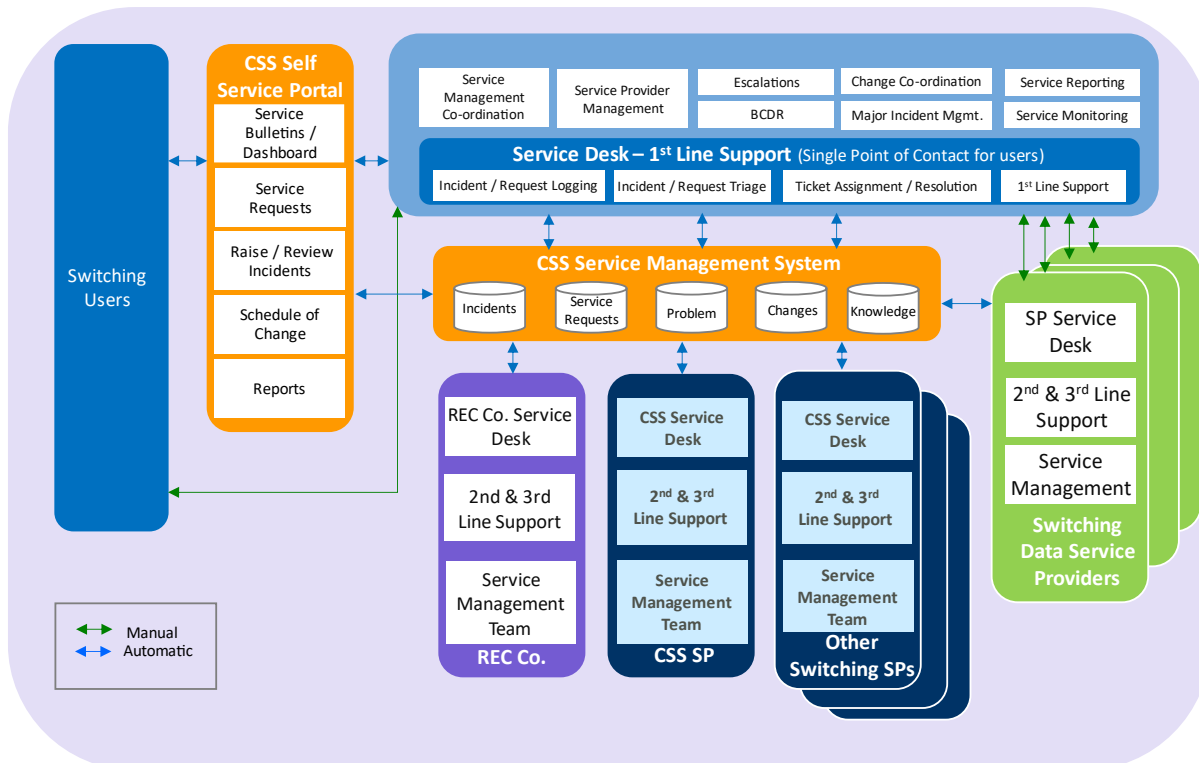 Switching
Users
CSS Self
Service Portal
Service
Bulletins /
Dashboard
Service
Requests
Raise / Review
Incidents
Schedule of
Change
Reports
Service
Management
Co-ordination
Service Provider
Management
Escalations
BCDR
Change Co-ordination
Major Incident Mgmt.
Service Reporting
Service Monitoring
Service Desk – 1st Line Support (Single Point of Contact for users)
Incident / Request Logging
Incident / Request Triage
Ticket Assignment / Resolution
1st Line Support
CSS Service Management System
Incidents
Service
Requests
Problem
Changes
Knowledge
REC Co. Service
Desk
2nd & 3rd
Line Support
Service
Management
Team
REC Co.
CSS Service
Desk
2nd & 3rd
Line Support
Service
Management
Team
CSS SP
CSS Service
Desk
2nd & 3rd
Line Support
Service
Management
Team
Other
Switching SPs
SP Service
Desk
2nd & 3rd Line
Support
Service
Management
Switching
Data Service
Providers
Manual
Automatic